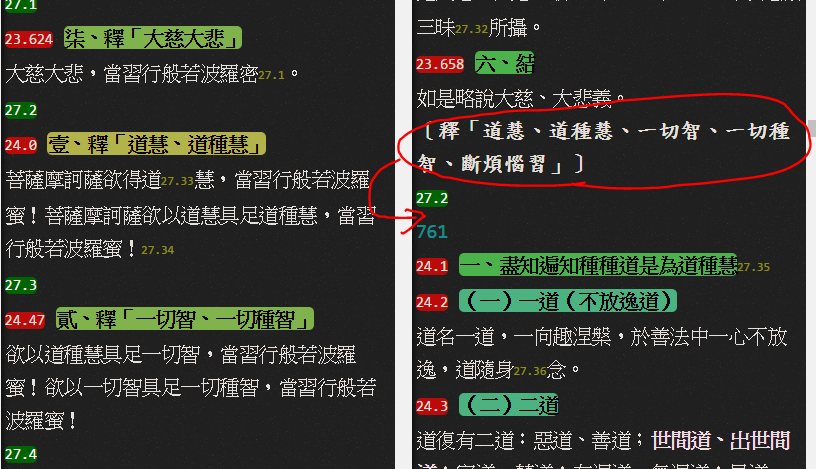 27.1
23.624 柒、釋「大慈大悲」
大慈大悲，當習行般若波羅密27.1。
27.2
24.0 壹、釋「道慧、道種慧」
菩薩摩訶薩欲得道27.33慧，當習行般若波羅
蜜！菩薩摩訶薩欲以道慧具足道種慧，當習
行般若波羅蜜！27.34
27.3
24.47 貳、釋「一切智、一切種智」
欲以道種慧具足一切智，當習行般若波羅
蜜！欲以一切智具足一切種智，當習行般若
波羅蜜！
27.4
三昧27.32所攝。
23.658 六、結
如是略說大慈、大悲義。
〔釋「道慧、道種慧、一切智、一切種
智、斷煩惱習」〕
27.2
761
24.1 一、盡知遍知種種道是為道種慧27.35
24.2 （一）一道（不放逸道）
道名一道，一向趣涅槃，於善法中一心不放
逸，道隨身27.36念。
24.3 （二）二道
道復有二道：惡道、善道；世間道、出世間